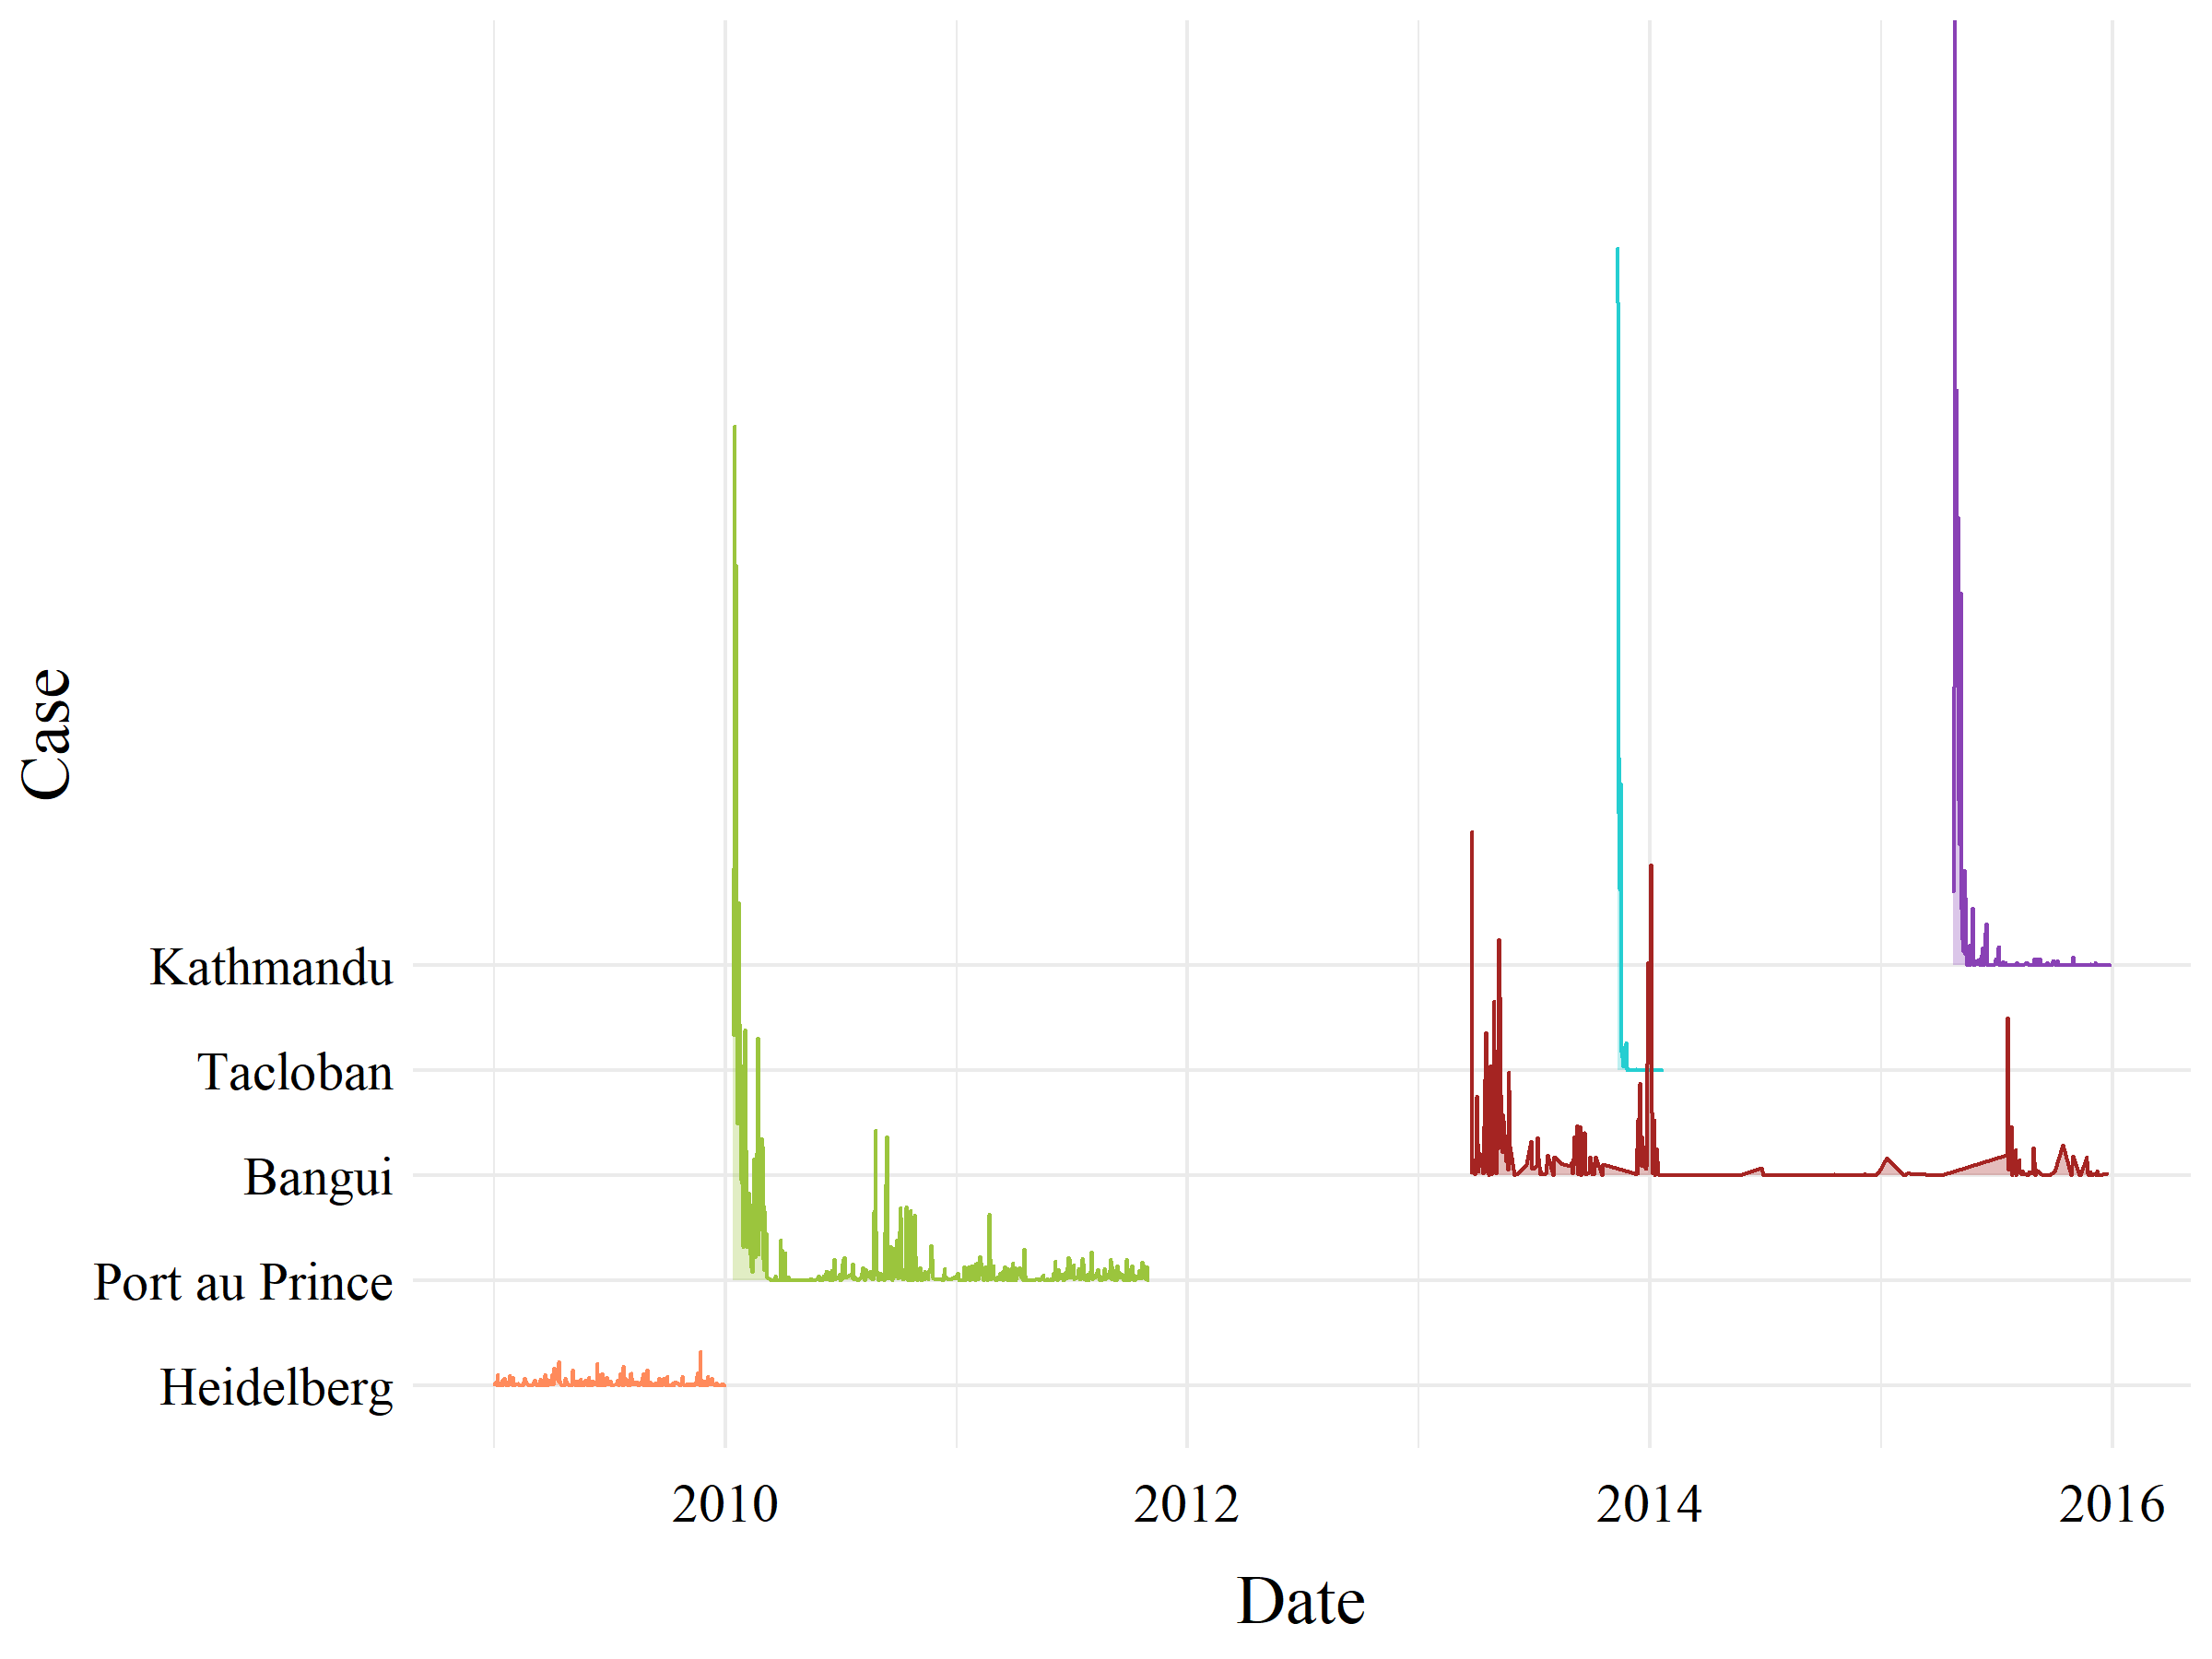 Case
Kathmandu
Tacloban
Bangui
Port au Prince
Heidelberg
2010 2012 2014 2016
Date